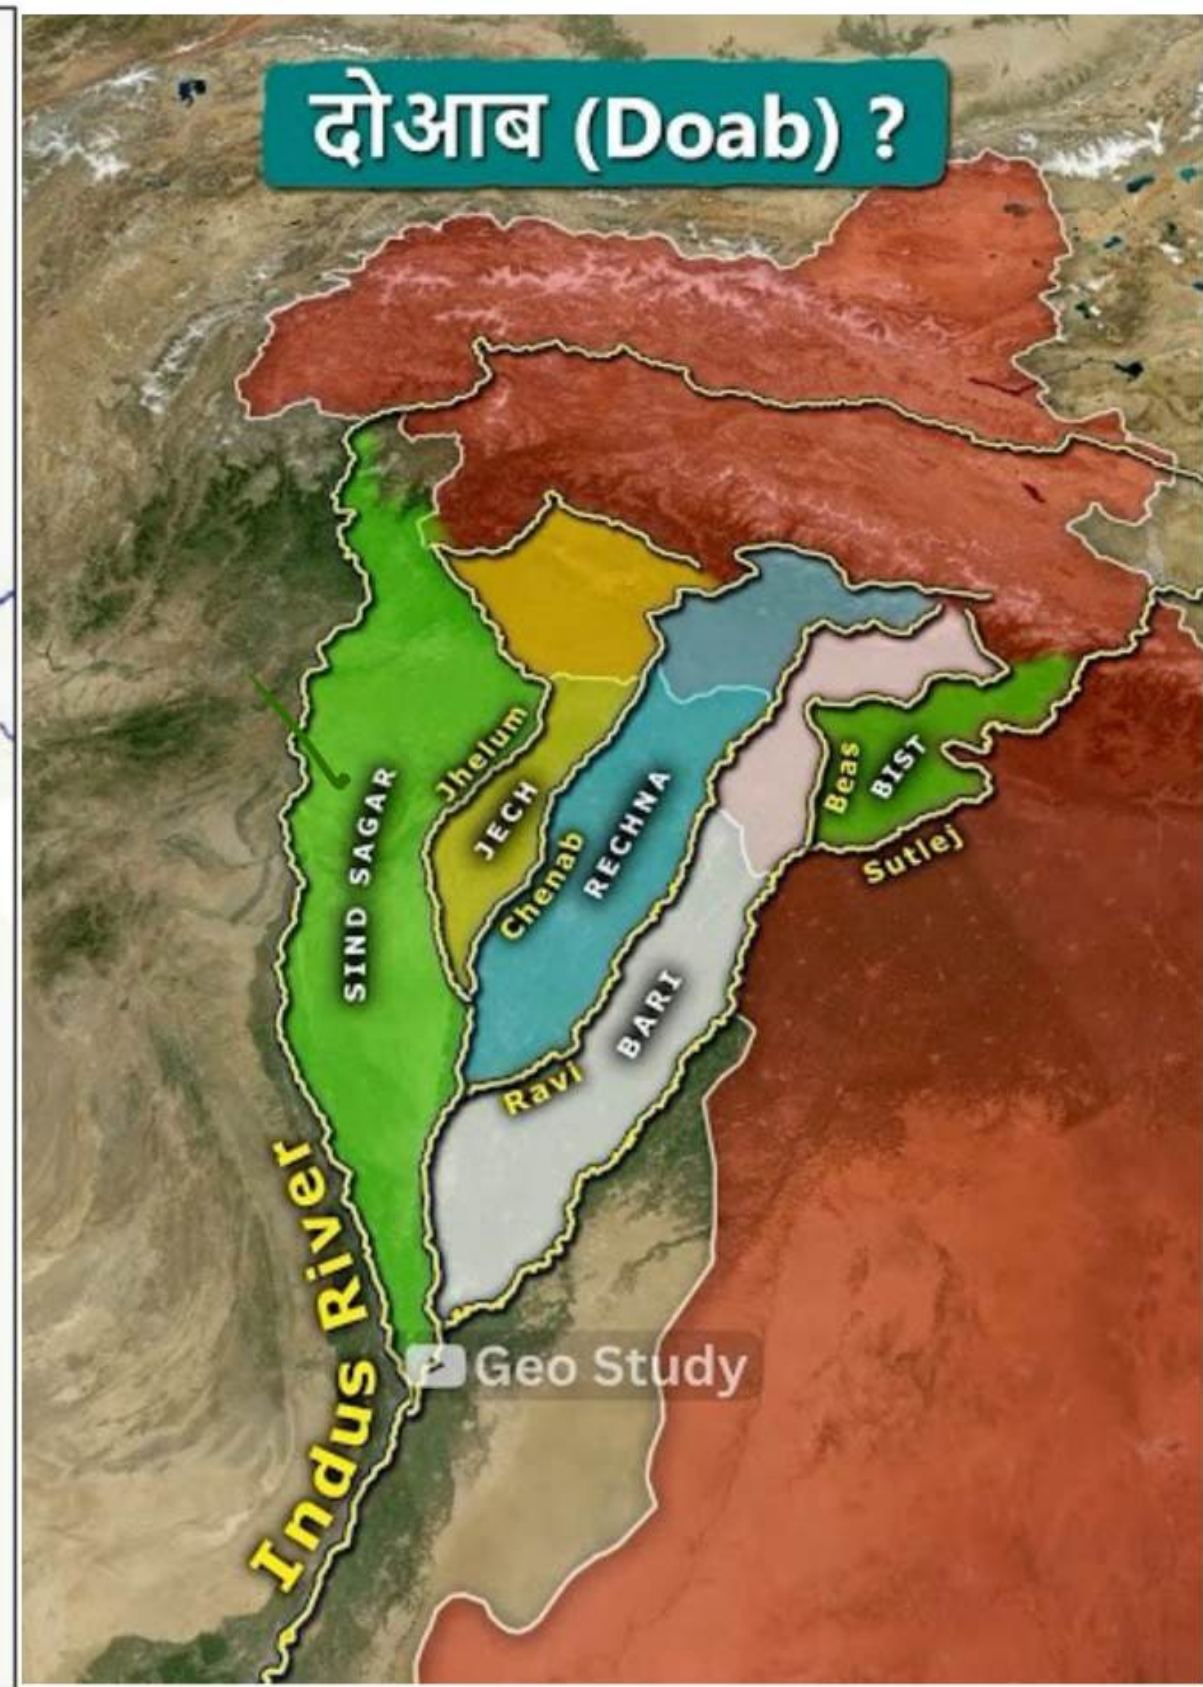 दोआब (Doab) ?
Jhelum
SIND SAGAR
JECH
Chenab
RECHNA
Beas
BIST
Sutlej
BARI
Ravi
Indus River
Geo Study